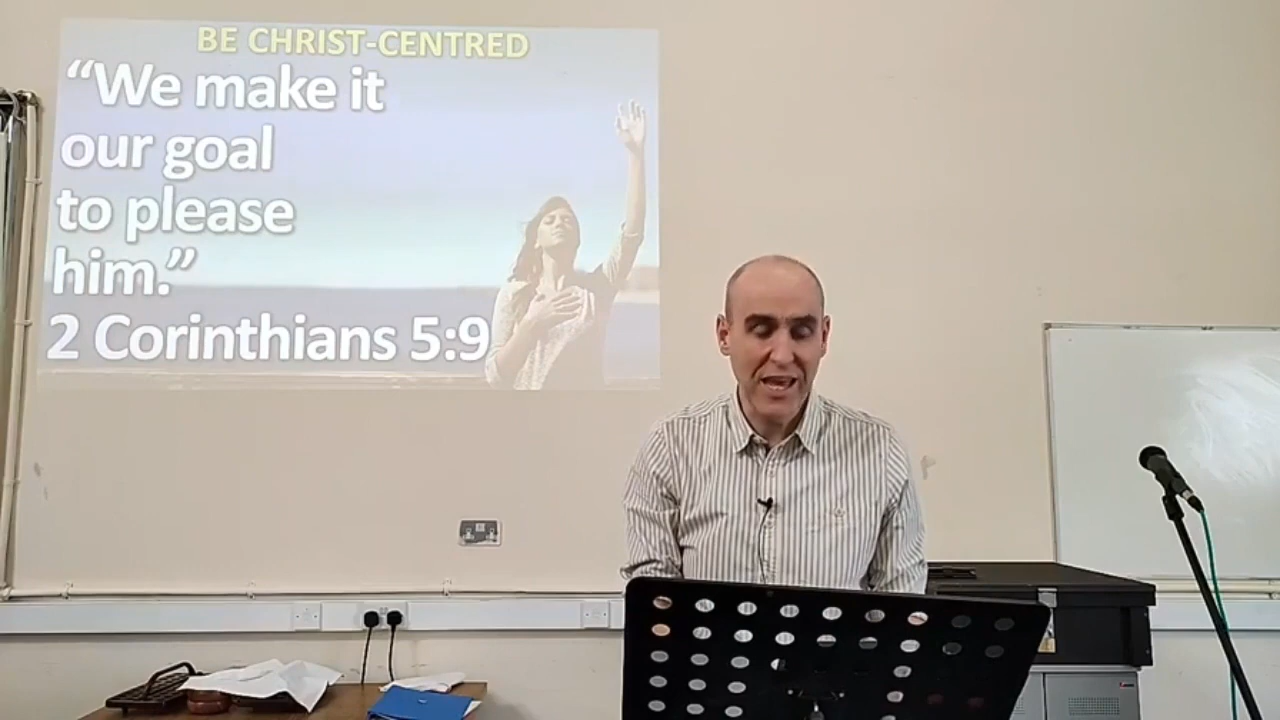 BE CHRIST-CENTRED
“We make it
our goal
to please
him.”
2 Corinthians 5:9